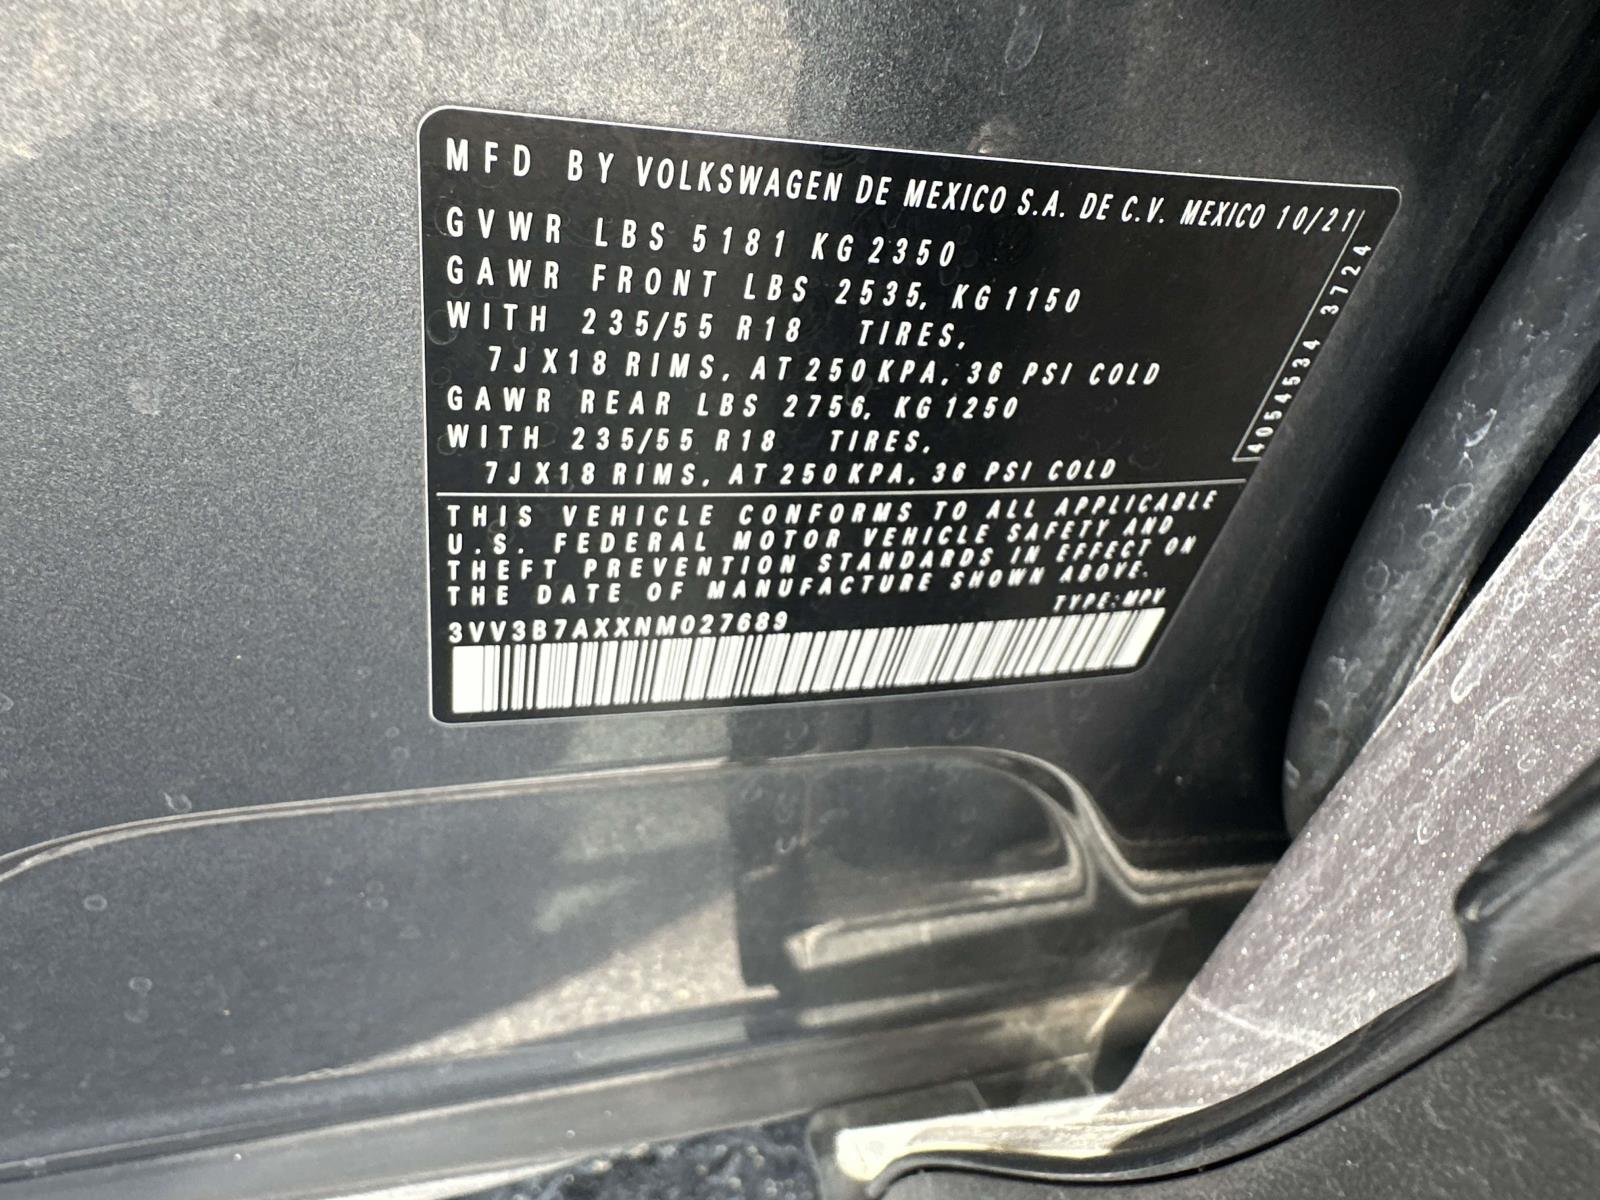 MFD BY VOLKSWAGEN DE MEXICO S.A. DE C.V. MEXICO 10/21
GVWR LBS 5181 KG 2350
GAWR FRONT LBS 2535, KG 1150
WITH 235/55 R18 TIRES,
7JX18 RIMS, AT 250 KPA, 36 PSI COLD
GAWR REAR LBS 2756, KG 1250
WITH 235/55 R18 TIRES,
7JX18 RIMS, AT 250 KPA, 36 PSI COLD
4054534 3724
THIS VEHICLE CONFORMS TO ALL APPLICABLE
U.S. FEDERAL MOTOR VEHICLE SAFETY AND
THEFT PREVENTION STANDARDS IN EFFECT ON
THE DATE OF MANUFACTURE SHOWN ABOVE.
TYPE: MPV
3VV3B7AXXNM027689